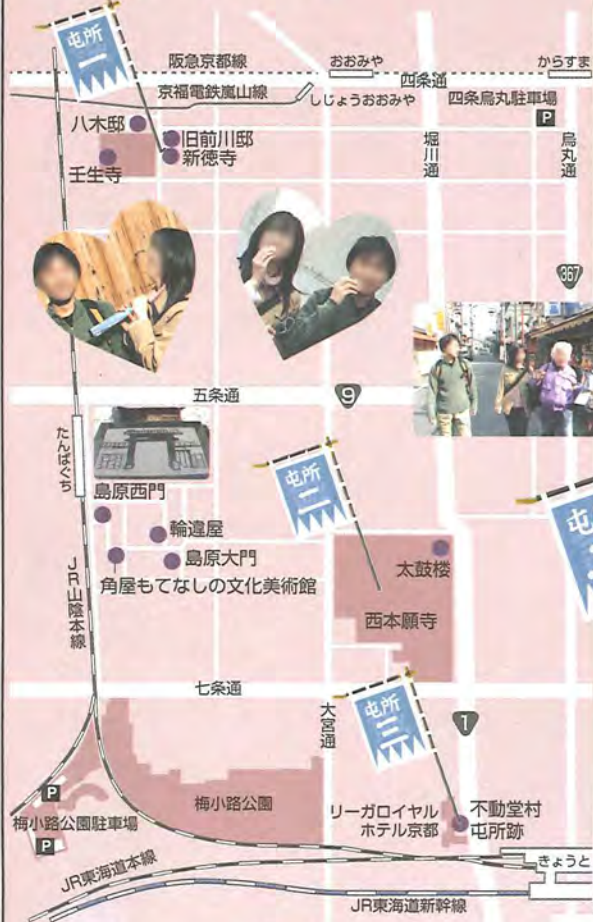 屯所
一
阪急京都線
おおみや
からすま
四条通
京福電鉄嵐山線
しじょうおおみや
四条烏丸駐車場
P
八木邸
旧前川邸
新徳寺
壬生寺
堀川通
烏丸通
367
五条通
9
たんばぐち
屯所
二
屯
島原西門
輪違屋
島原大門
角屋もてなしの文化美術館
太鼓楼
西本願寺
JR山陰本線
七条通
大宮通
屯所
三
1
P
梅小路公園駐車場
P
梅小路公園
リーガロイヤル
ホテル京都
不動堂村
屯所跡
きょうと
JR東海道本線
JR東海道新幹線